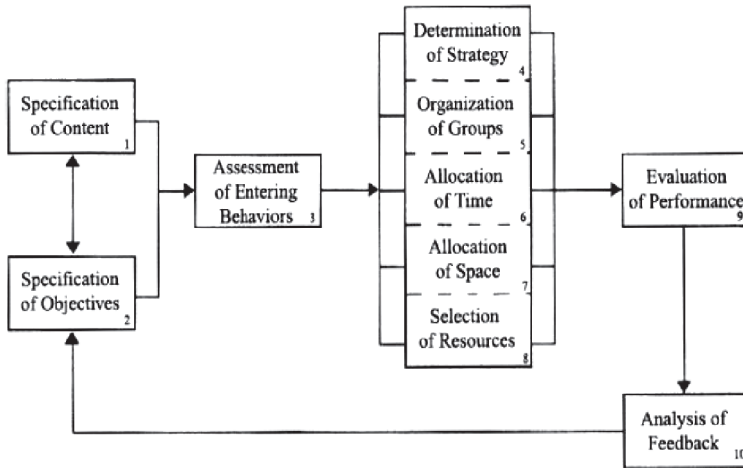 Specification
of Content
1
Specification
of Objectives
2
Assessment
of Entering
Behaviors
3
Determination
of Strategy
4
Organization
of Groups
5
Allocation
of Time
6
Allocation
of Space
7
Selection
of Resources
8
Evaluation
of Performance
9
Analysis of
Feedback
10